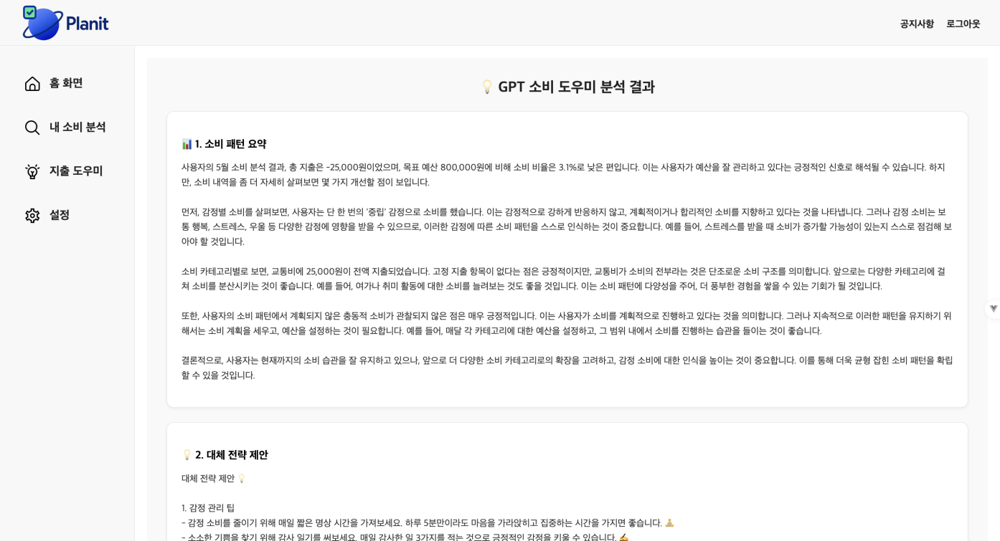 Planit
공지사항 로그아웃
홈 화면
내 소비 분석
지출 도우미
설정
💡 GPT 소비 도우미 분석 결과
📊 1. 소비 패턴 요약
사용자의 5월 소비 분석 결과, 총 지출은 -25,000원이었으며, 목표 예산 800,000원에 비해 소비 비율은 3.1%로 낮은 편입니다. 이는 사용자가 예산을 잘 관리하고 있다는 긍정적인 신호로 해석될 수 있습니다. 하지
만, 소비 내역을 좀 더 자세히 살펴보면 몇 가지 개선할 점이 보입니다.
먼저, 감정별 소비를 살펴보면, 사용자는 단 한 번의 '중립' 감정으로 소비를 했습니다. 이는 감정적으로 강하게 반응하지 않고, 계획적이거나 합리적인 소비를 지향하고 있다는 것을 나타냅니다. 그러나 감정 소비는 보
통 행복, 스트레스, 우울 등 다양한 감정에 영향을 받을 수 있으므로, 이러한 감정에 따른 소비 패턴을 스스로 인식하는 것이 중요합니다. 예를 들어, 스트레스를 받을 때 소비가 증가할 가능성이 있는지 스스로 점검해 보
아야 할 것입니다.
소비 카테고리별로 보면, 교통비에 25,000원이 전액 지출되었습니다. 고정 지출 항목이 없다는 점은 긍정적이지만, 교통비가 소비의 전부라는 것은 단조로운 소비 구조를 의미합니다. 앞으로는 다양한 카테고리에 걸
쳐 소비를 분산시키는 것이 좋습니다. 예를 들어, 여가나 취미 활동에 대한 소비를 늘려보는 것도 좋을 것입니다. 이는 소비 패턴에 다양성을 주어, 더 풍부한 경험을 쌓을 수 있는 기회가 될 것입니다.
또한, 사용자의 소비 패턴에서 계획되지 않은 충동적 소비가 관찰되지 않은 점은 매우 긍정적입니다. 이는 사용자가 소비를 계획적으로 진행하고 있다는 것을 의미합니다. 그러나 지속적으로 이러한 패턴을 유지하기 위
해서는 소비 계획을 세우고, 예산을 설정하는 것이 필요합니다. 예를 들어, 매달 각 카테고리에 대한 예산을 설정하고, 그 범위 내에서 소비를 진행하는 습관을 들이는 것이 좋습니다.
결론적으로, 사용자는 현재까지의 소비 습관을 잘 유지하고 있으나, 앞으로 더 다양한 소비 카테고리로의 확장을 고려하고, 감정 소비에 대한 인식을 높이는 것이 중요합니다. 이를 통해 더욱 균형 잡힌 소비 패턴을 확립
할 수 있을 것입니다.
💡 2. 대체 전략 제안
대체 전략 제안 💡
1. 감정 관리 팁
- 감정 소비를 줄이기 위해 매일 짧은 명상 시간을 가져보세요. 하루 5분만이라도 마음을 가라앉히고 집중하는 시간을 가지면 좋습니다. 🧘
- 소소한 기쁨을 찾기 위해 감사 일기를 써보세요. 매일 감사한 일 3가지를 적는 것으로 긍정적인 감정을 키울 수 있습니다. ✍️